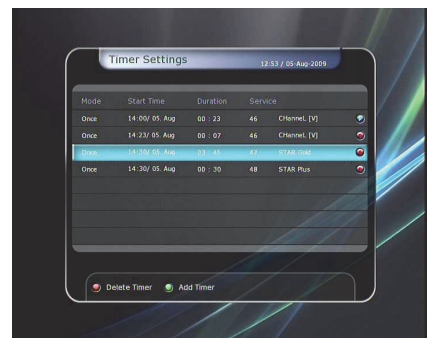 Timer Settings 12:53 / 05-Aug-2009
Mode Start Time Duration Service
Once 14:00/ 05. Aug 00 : 23 46 CHanneL [V]
Once 14:23/ 05. Aug 00 : 07 46 CHanneL [V]
Once 14:30/ 05. Aug 03 : 45 47 STAR Gold
Once 14:30/ 05. Aug 00 : 30 48 STAR Plus
Delete Timer Add Timer